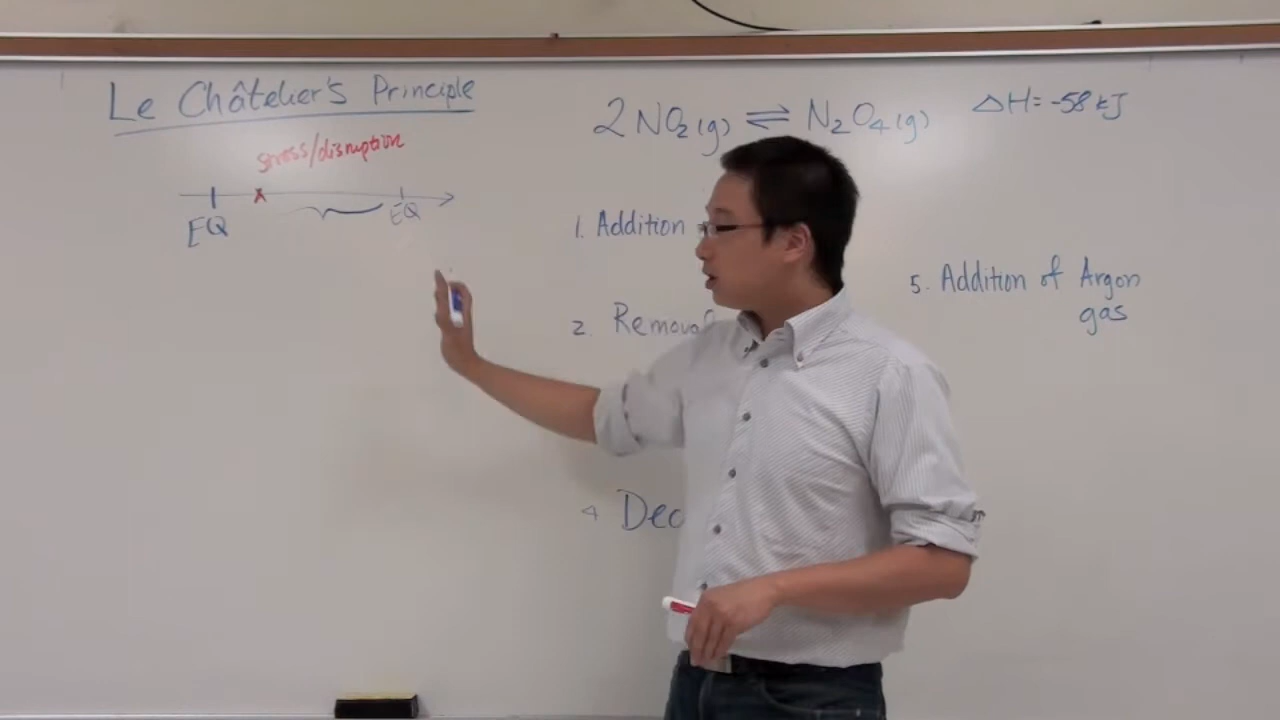 Le Châtelier's Principle
stress/disruption
x
EQ
EQ
2 NO₂(g) ⇌ N₂O₄(g) ΔH = -58 kJ
1. Addition
2. Remova
4 Dec
5. Addition of Argon
gas